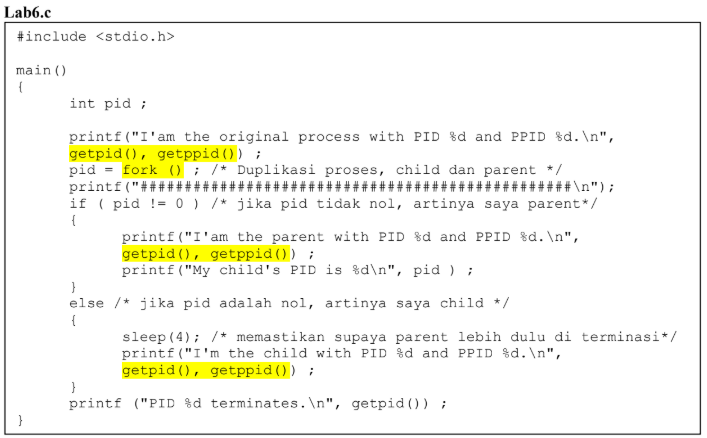 Lab6.c
#include <stdio.h>
main()
{
int pid ;
printf("I'am the original process with PID %d and PPID %d.\n",
getpid(), getppid()) ;
pid = fork () ; /* Duplikasi proses, child dan parent */
printf("#################################################\n");
if ( pid != 0 ) /* jika pid tidak nol, artinya saya parent*/
{
printf("I'am the parent with PID %d and PPID %d.\n",
getpid(), getppid()) ;
printf("My child's PID is %d\n", pid ) ;
}
else /* jika pid adalah nol, artinya saya child */
{
sleep(4); /* memastikan supaya parent lebih dulu di terminasi*/
printf("I'm the child with PID %d and PPID %d.\n",
getpid(), getppid()) ;
}
printf ("PID %d terminates.\n", getpid()) ;
}